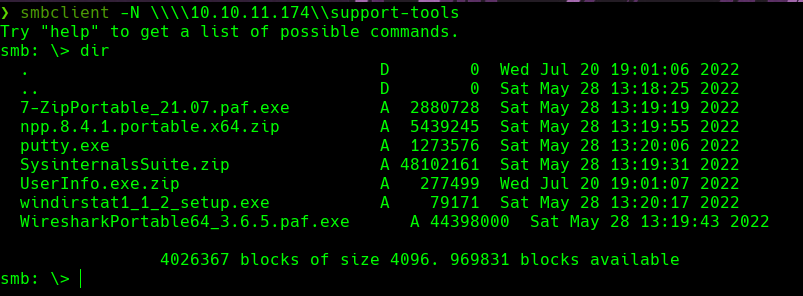 ❯ smbclient -N \\\\10.10.11.174\\support-tools
Try "help" to get a list of possible commands.
smb: \> dir
  .                                   D        0  Wed Jul 20 19:01:06 2022
  ..                                  D        0  Sat May 28 13:18:25 2022
  7-ZipPortable_21.07.paf.exe         A  2880728  Sat May 28 13:19:19 2022
  npp.8.4.1.portable.x64.zip          A  5439245  Sat May 28 13:19:55 2022
  putty.exe                           A  1273576  Sat May 28 13:20:06 2022
  SysinternalsSuite.zip               A 48102161  Sat May 28 13:19:31 2022
  UserInfo.exe.zip                    A   277499  Wed Jul 20 19:01:07 2022
  windirstat1_1_2_setup.exe           A    79171  Sat May 28 13:20:17 2022
  WiresharkPortable64_3.6.5.paf.exe      A 44398000  Sat May 28 13:19:43 2022
                4026367 blocks of size 4096. 969831 blocks available
smb: \>